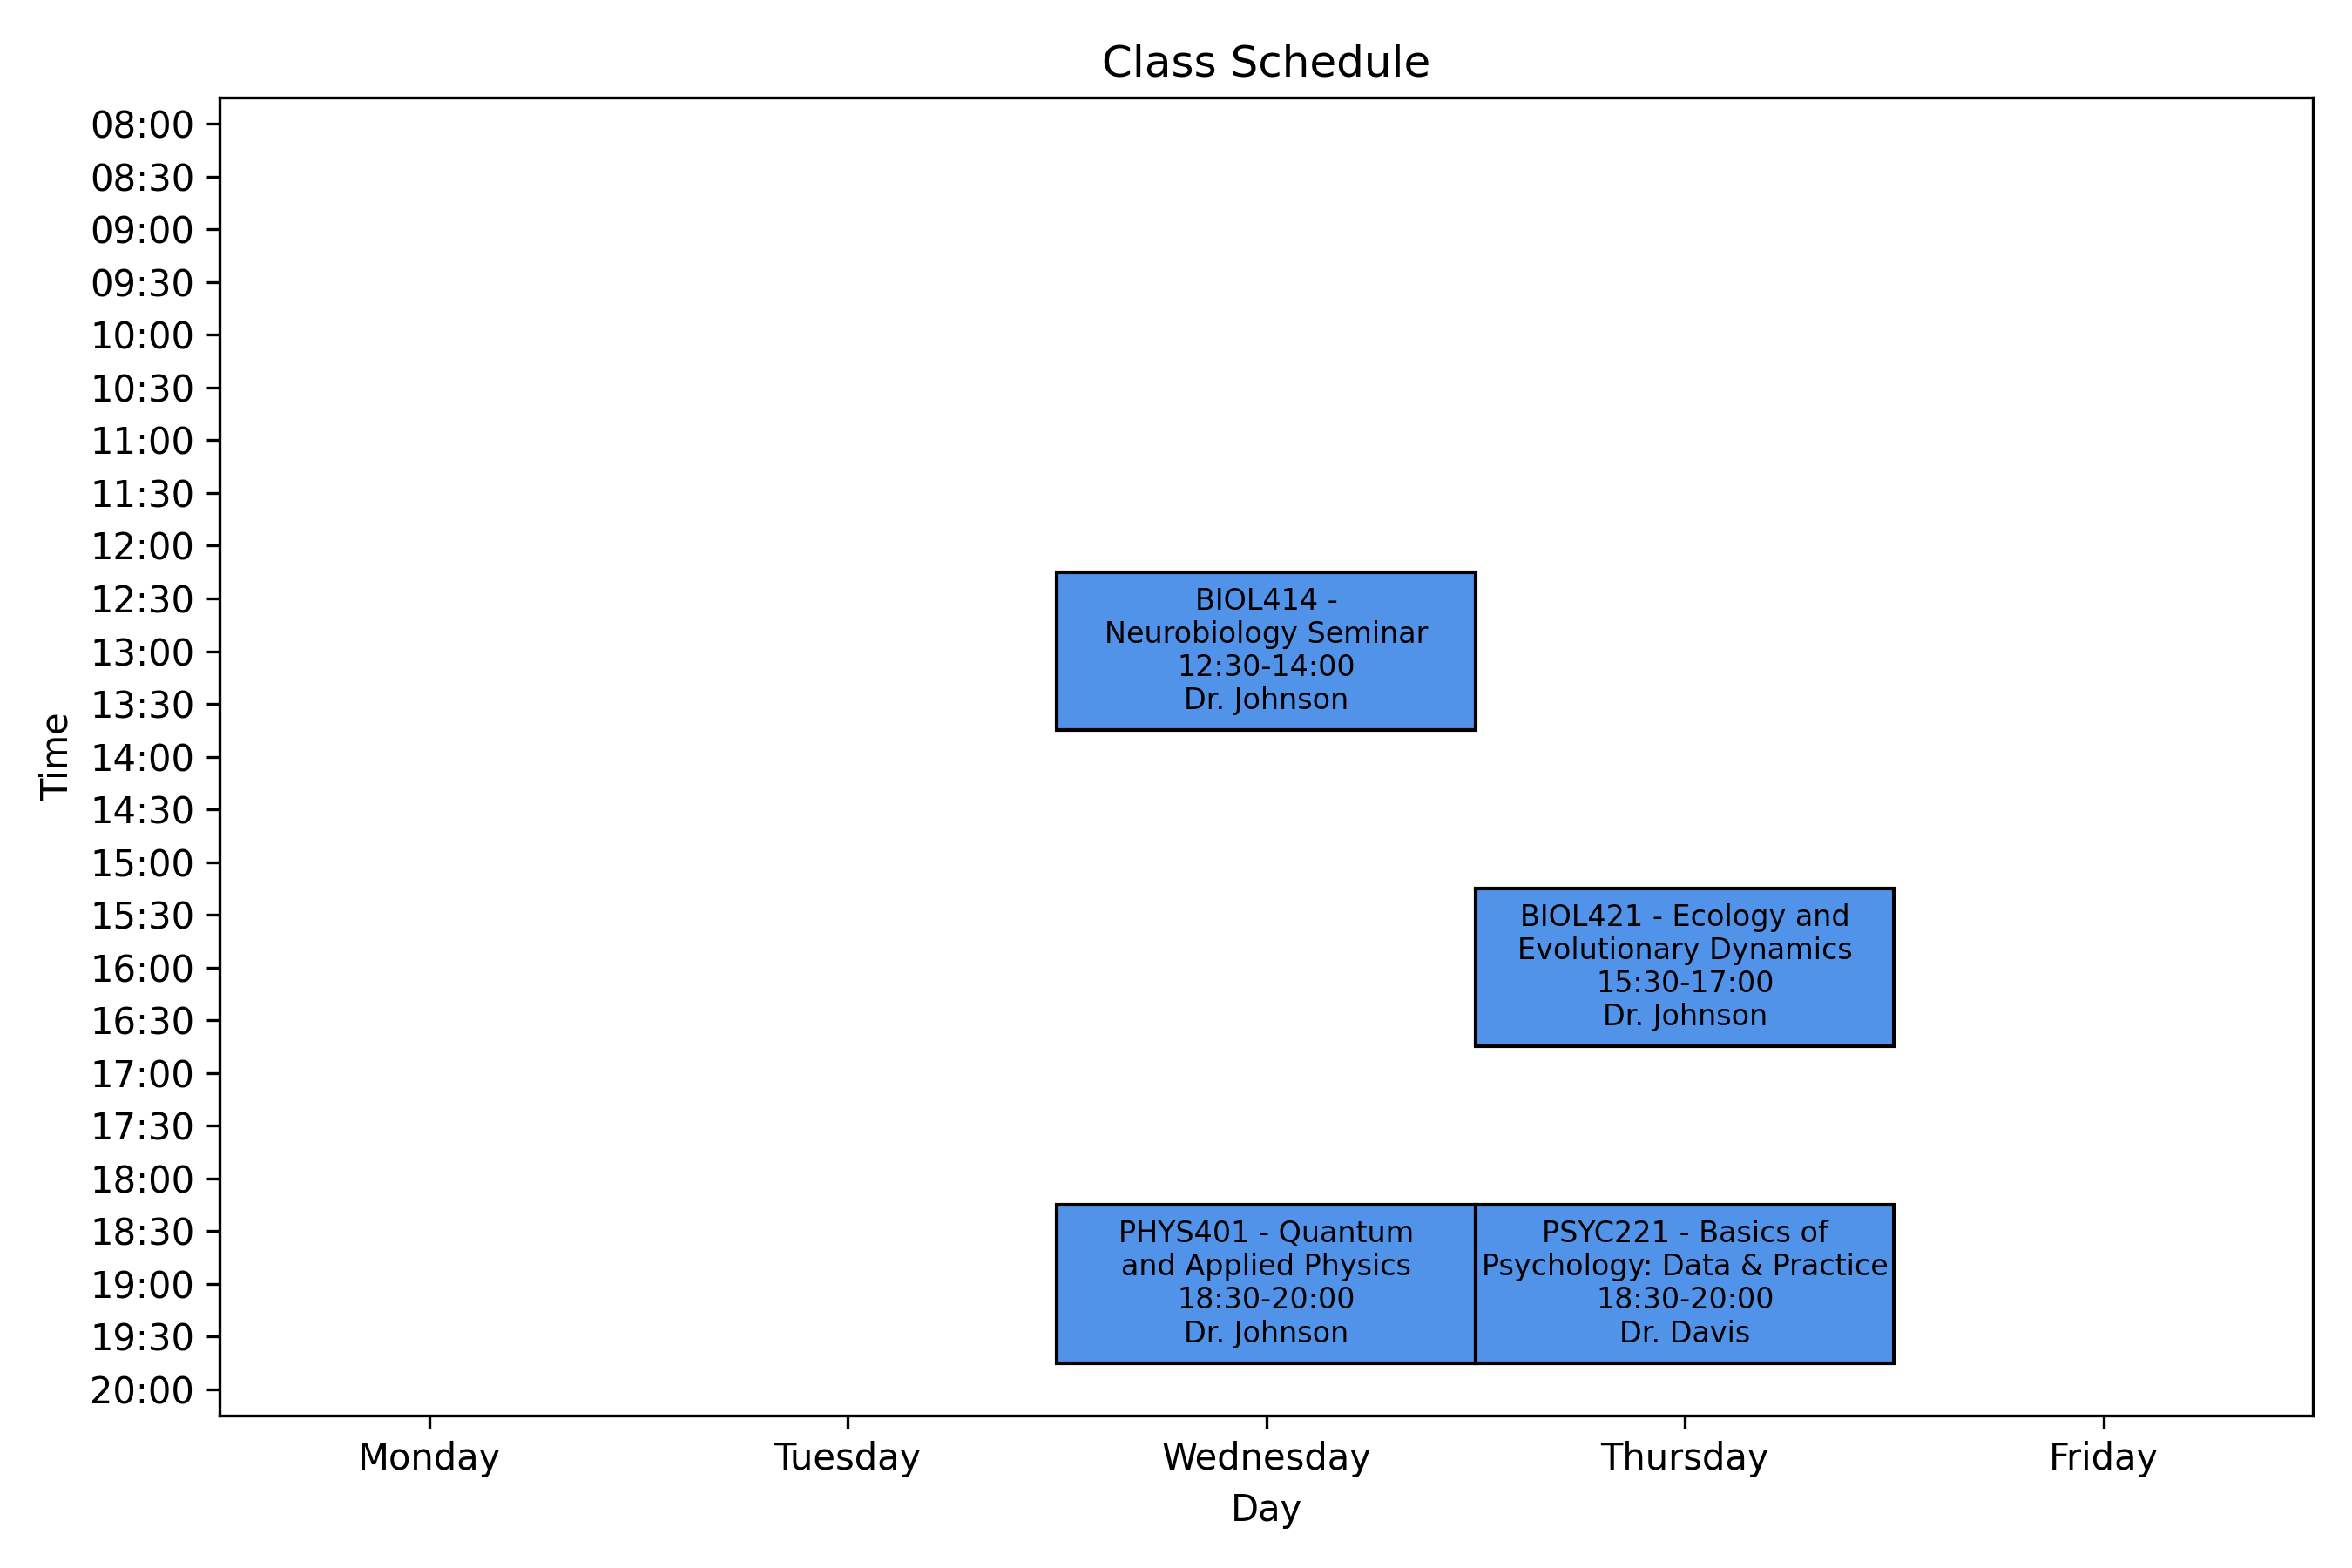 Class Schedule
Time
08:00
08:30
09:00
09:30
10:00
10:30
11:00
11:30
12:00
12:30
13:00
13:30
14:00
14:30
15:00
15:30
16:00
16:30
17:00
17:30
18:00
18:30
19:00
19:30
20:00
BIOL414 -
Neurobiology Seminar
12:30-14:00
Dr. Johnson
BIOL421 - Ecology and
Evolutionary Dynamics
15:30-17:00
Dr. Johnson
PHYS401 - Quantum
and Applied Physics
18:30-20:00
Dr. Johnson
PSYC221 - Basics of
Psychology: Data & Practice
18:30-20:00
Dr. Davis
Monday
Tuesday
Wednesday
Thursday
Friday
Day